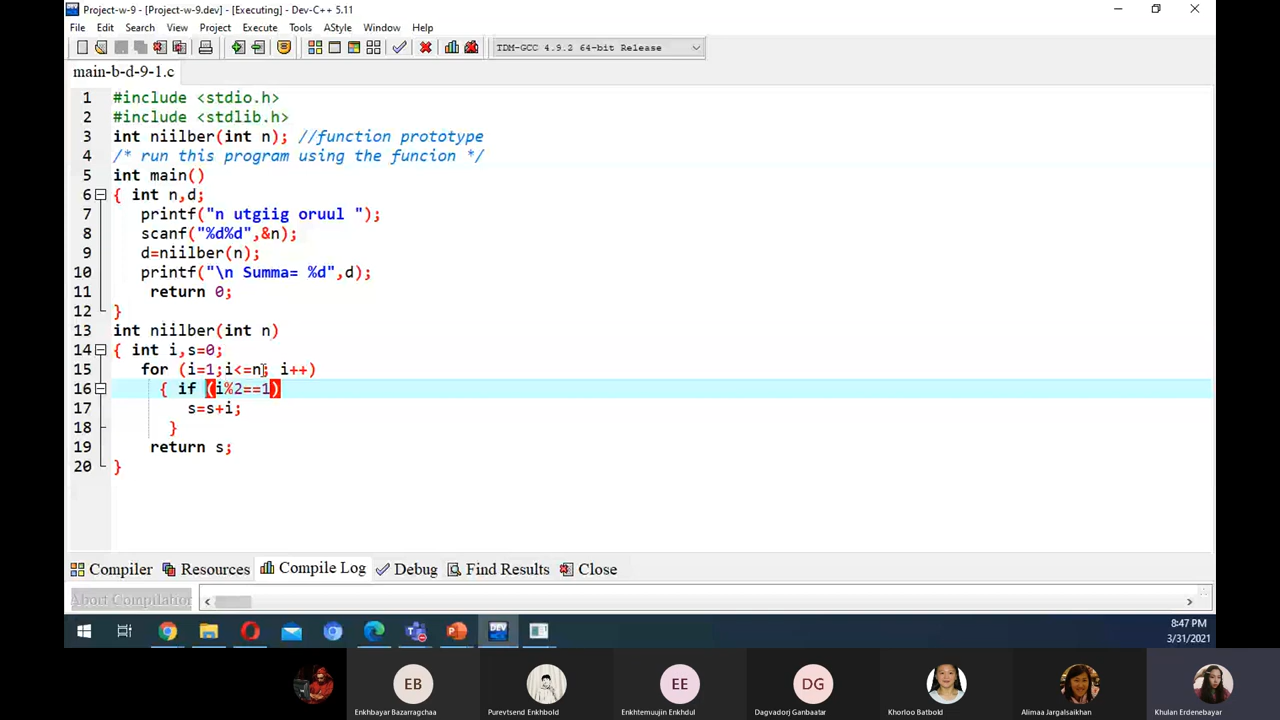 Project-w-9 - [Project-w-9.dev] - [Executing] - Dev-C++ 5.11
File Edit Search View Project Execute Tools AStyle Window Help
TDM-GCC 4.9.2 64-bit Release
main-b-d-9-1.c
1 #include <stdio.h>
2 #include <stdlib.h>
3 int niilber(int n); //function prototype
4 /* run this program using the funcion */
5 int main()
6 { int n,d;
7 printf("n utgiig oruul ");
8 scanf("%d%d",&n);
9 d=niilber(n);
10 printf("\n Summa= %d",d);
11 return 0;
12 }
13 int niilber(int n)
14 { int i,s=0;
15 for (i=1;i<=n; i++)
16 { if (i%2==1)
17 s=s+i;
18 }
19 return s;
20 }
Compiler Resources Compile Log Debug Find Results Close
Abort Compilation
DEV
8:47 PM
3/31/2021
EB EE DG
Enkhbayar Bazarragchaa Purevtsend Enkhbold Enkhtemuujin Enkhdul Dagvadorj Ganbaatar Khorloo Batbold Alimaa Jargalsaikhan Khulan Erdenebayar